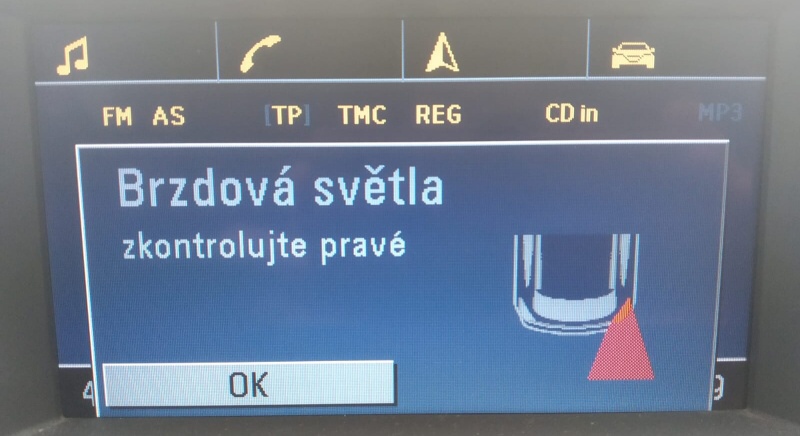 FM AS [TP] TMC REG CD in MP3
Brzdová světla
zkontrolujte pravé
OK